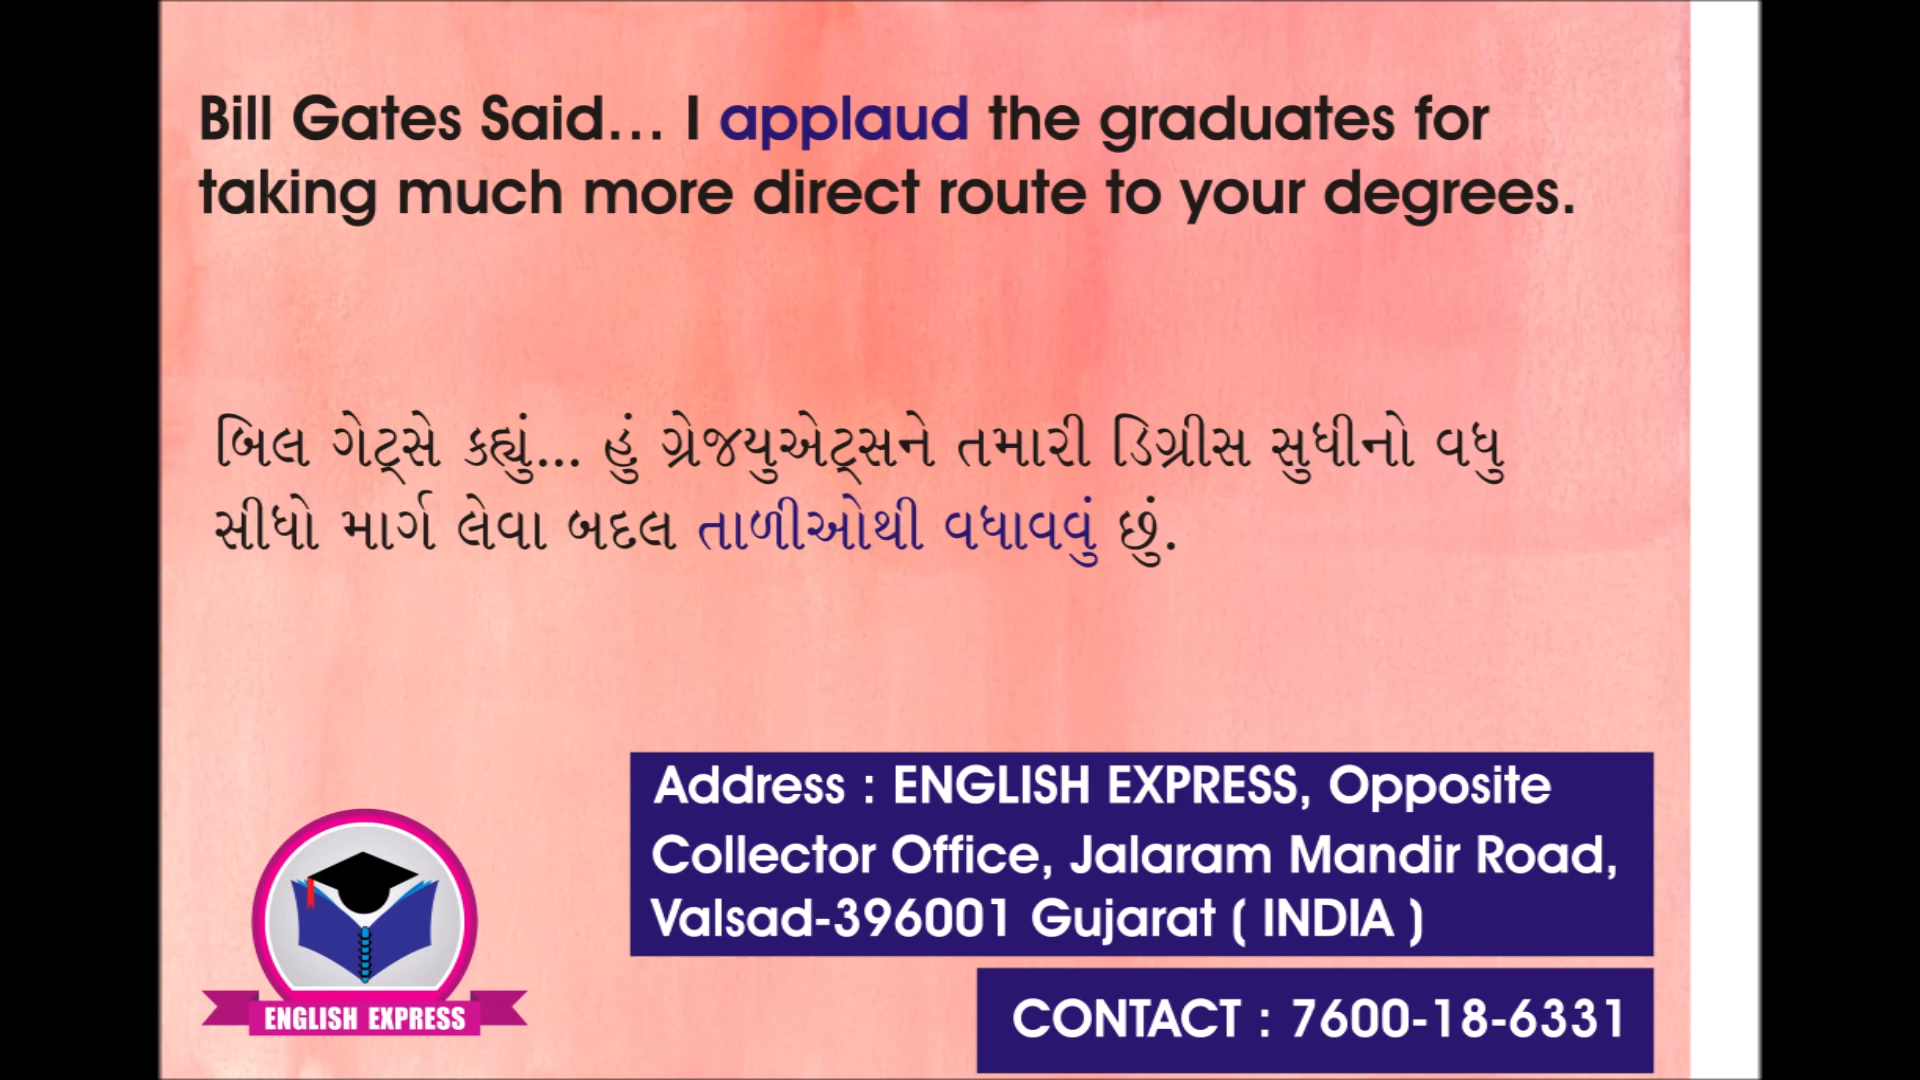 Bill Gates Said... I applaud the graduates for
taking much more direct route to your degrees.
બિલ ગેટ્સે કહ્યું... હું ગ્રેજયુએટ્સને તમારી ડિગ્રીસ સુધીનો વધુ
સીધો માર્ગ લેવા બદલ તાળીઓથી વધાવવું છું.
Address : ENGLISH EXPRESS, Opposite
Collector Office, Jalaram Mandir Road,
Valsad-396001 Gujarat ( INDIA )
ENGLISH EXPRESS
CONTACT : 7600-18-6331